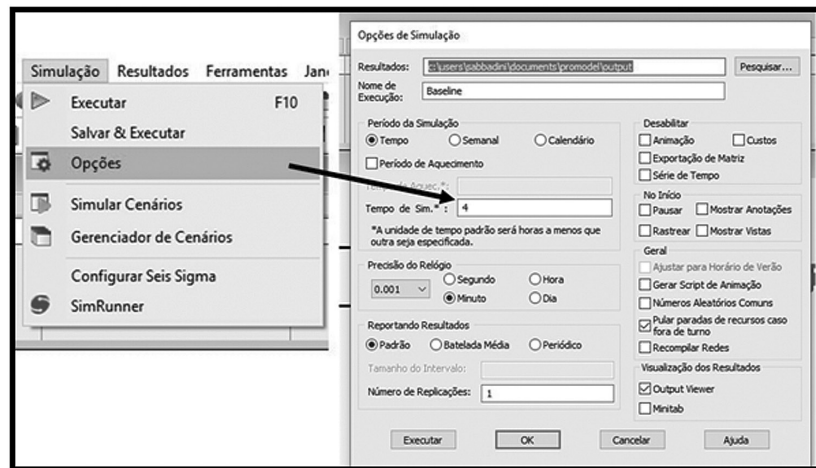 Simulação Resultados Ferramentas
Executar F10
Salvar & Executar
Opções
Simular Cenários
Gerenciador de Cenários
Configurar Seis Sigma
SimRunner
Opções de Simulação
Resultados: c:\users\sabbadini\documents\promodel\output Pesquisar...
Nome de Execução: Baseline
Período da Simulação
Tempo Semanal Calendário
Período de Aquecimento
Tempo de Sim.* : 4
*A unidade de tempo padrão será horas a menos que
outra seja especificada.
Precisão do Relógio
0.001 Segundo Hora
Minuto Dia
Reportando Resultados
Padrão Batelada Média Periódico
Tamanho do Intervalo:
Número de Replicações: 1
Desabilitar
Animação Custos
Exportação de Matriz
Série de Tempo
No Início
Pausar Mostrar Anotações
Rastrear Mostrar Vistas
Geral
Ajustar para Horário de Verão
Gerar Script de Animação
Números Aleatórios Comuns
Pular paradas de recursos caso
fora de turno
Recompilar Redes
Visualização dos Resultados
Output Viewer
Minitab
Executar OK Cancelar Ajuda